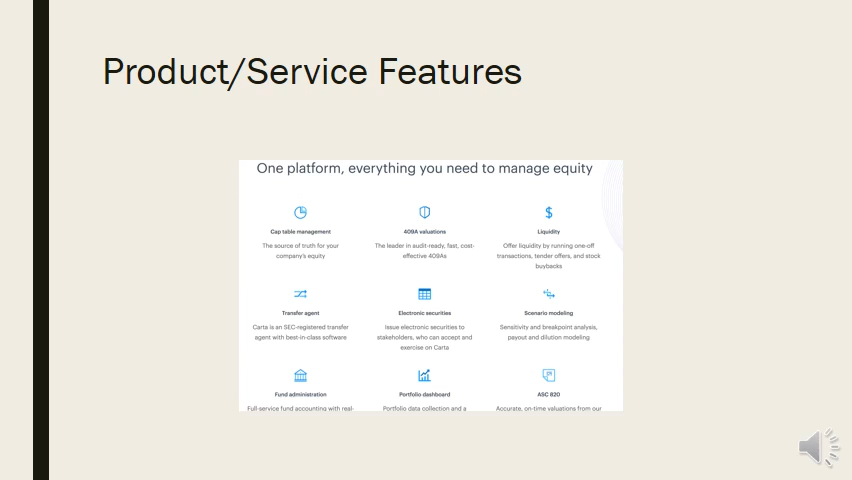 Product/Service Features
One platform, everything you need to manage equity
Cap table management
The source of truth for your
company's equity
409A valuations
The leader in audit-ready, fast, cost-
effective 409As
$
Liquidity
Offer liquidity by running one-off
transactions, tender offers, and stock
buybacks
Transfer agent
Carta is an SEC-registered transfer
agent with best-in-class software
Electronic securities
Issue electronic securities to
stakeholders, who can accept and
exercise on Carta
Scenario modeling
Sensitivity and breakpoint analysis,
payout and dilution modeling
Fund administration
Full-service fund accounting with real-
Portfolio dashboard
Portfolio data collection and a
ASC 820
Accurate, on-time valuations from our